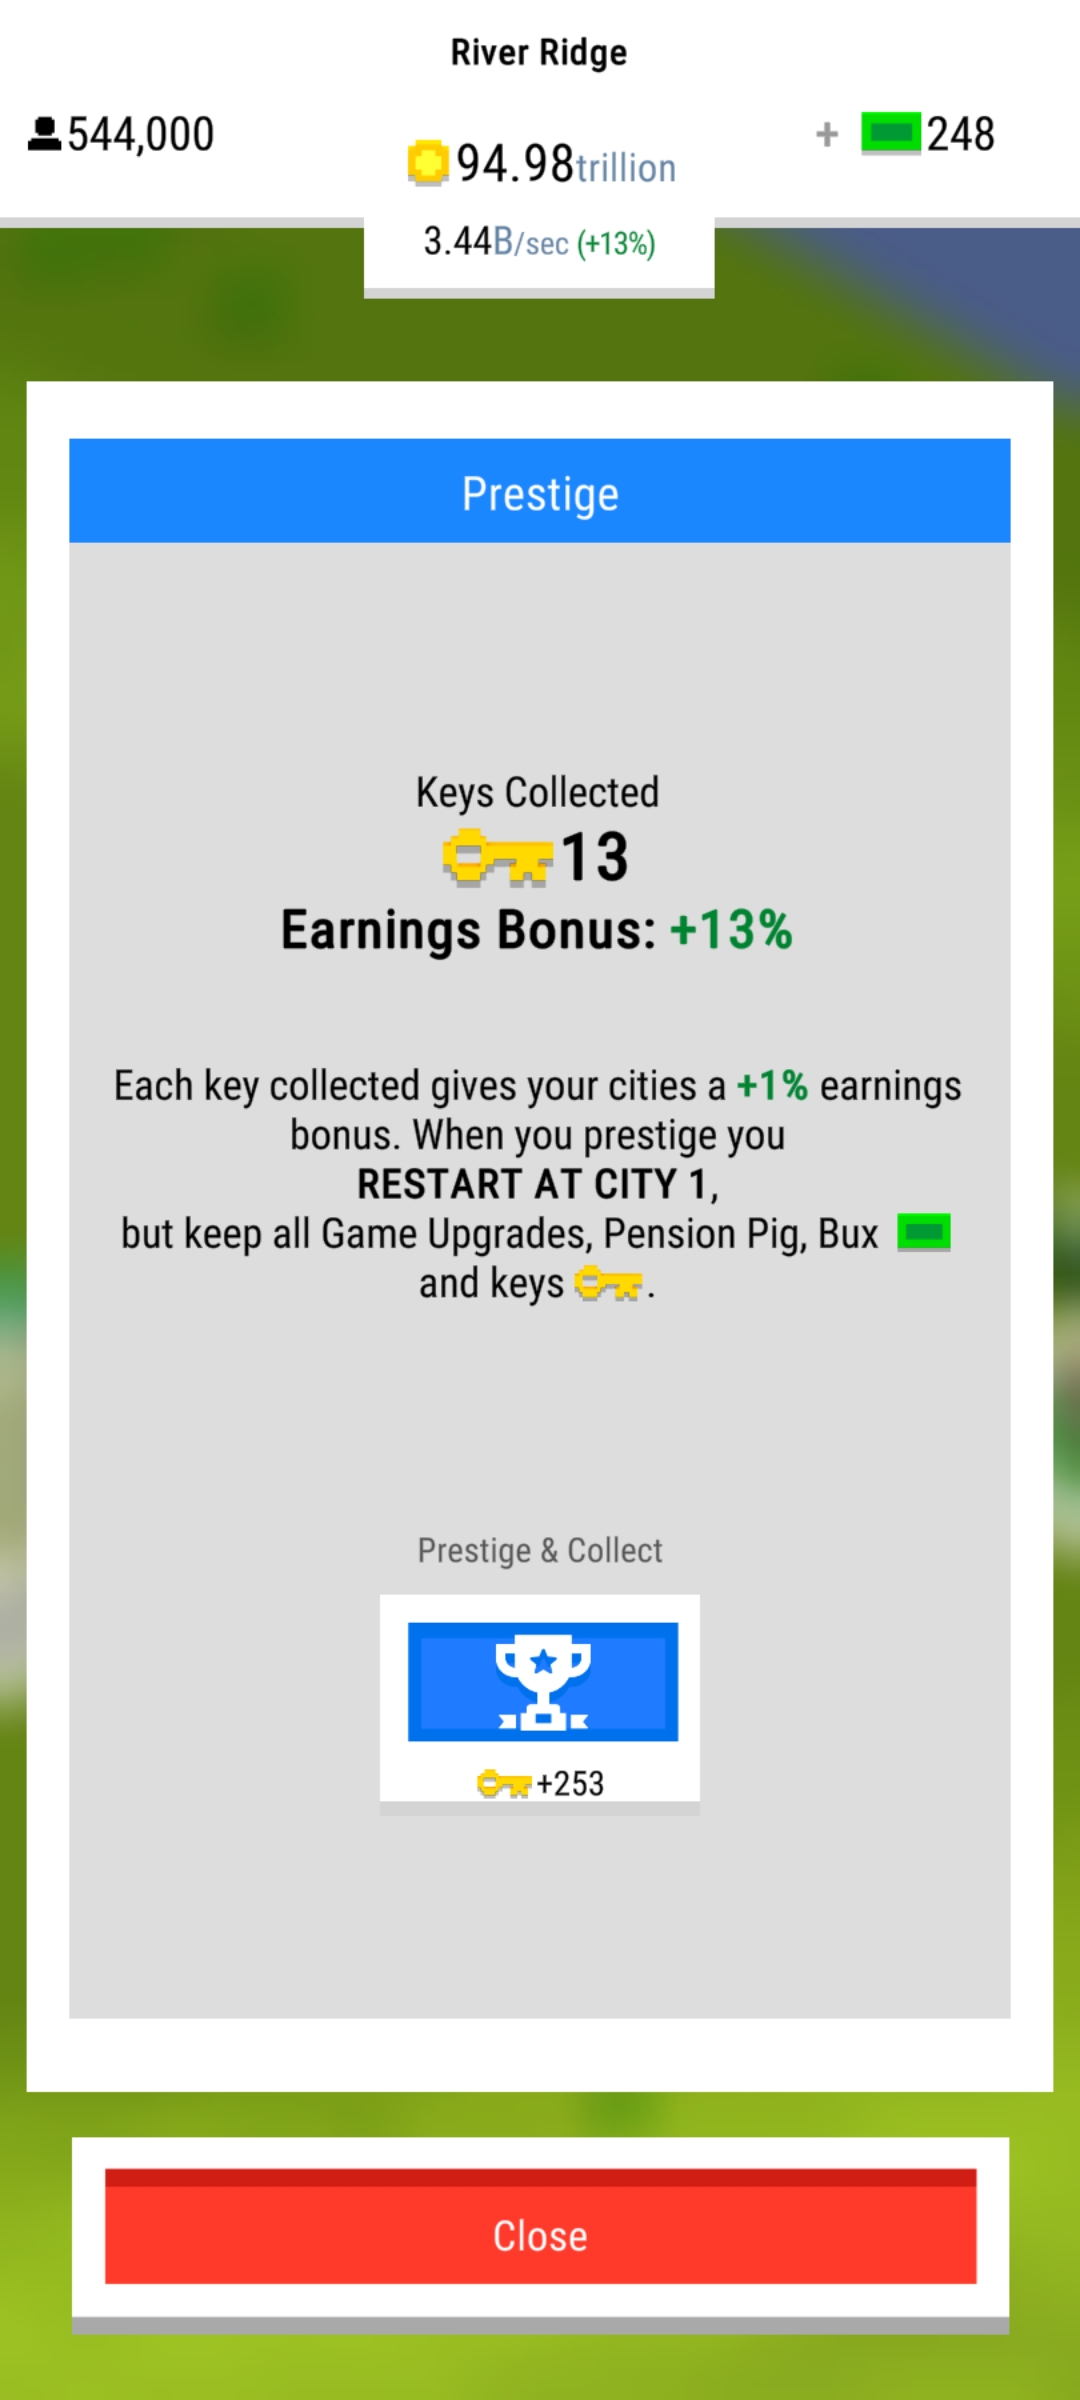 River Ridge
544,000
94.98trillion
+ 248
3.44B/sec (+13%)
Prestige
Keys Collected
13
Earnings Bonus: +13%
Each key collected gives your cities a +1% earnings
bonus. When you prestige you
RESTART AT CITY 1,
but keep all Game Upgrades, Pension Pig, Bux
and keys .
Prestige & Collect
+253
Close